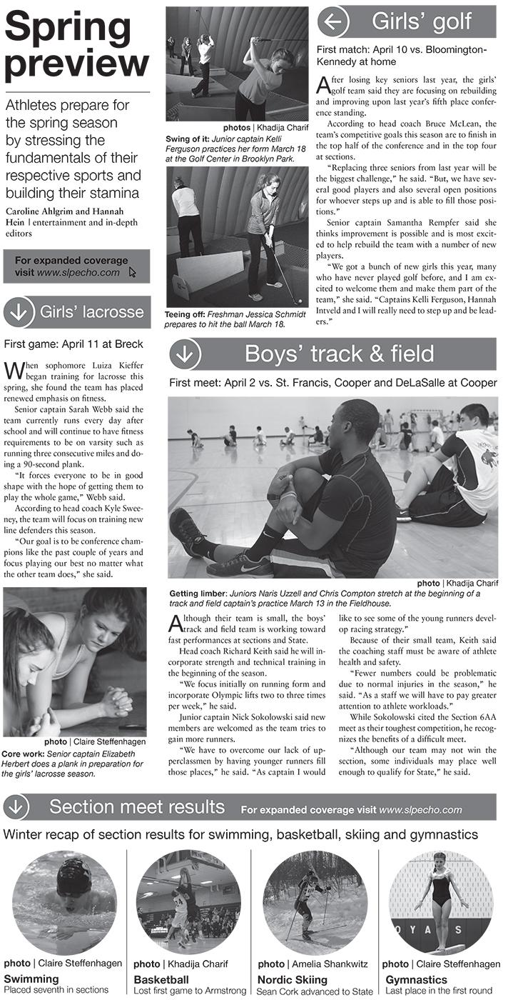 Spring
preview
Athletes prepare for
the spring season
by stressing the
fundamentals of their
respective sports and
building their stamina
Caroline Ahlgrim and Hannah
Hein | entertainment and in-depth
editors
For expanded coverage
visit www.slpecho.com
Girls' lacrosse
First game: April 11 at Breck
When sophomore Luiza Kieffer
began training for lacrosse this
spring, she found the team has placed
renewed emphasis on fitness.
Senior captain Sarah Webb said the
team currently runs every day after
school and will continue to have fitness
requirements to be on varsity such as
running three consecutive miles and do-
ing a 90-second plank.
“It forces everyone to be in good
shape with the hope of getting them to
play the whole game,” Webb said.
According to head coach Kyle Swee-
ney, the team will focus on training new
line defenders this season.
“Our goal is to be conference cham-
pions like the past couple of years and
focus playing our best no matter what
the other team does,” she said.
photo | Claire Steffenhagen
Core work: Senior captain Elizabeth
Herbert does a plank in preparation for
the girls' lacrosse season.
photos | Khadija Charif
Swing of it: Junior captain Kelli
Ferguson practices her form March 18
at the Golf Center in Brooklyn Park.
Teeing off: Freshman Jessica Schmidt
prepares to hit the ball March 18.
Girls' golf
First match: April 10 vs. Bloomington-
Kennedy at home
After losing key seniors last year, the girls'
golf team said they are focusing on rebuilding
and improving upon last year's fifth place confer-
ence standing.
According to head coach Bruce McLean, the
team's competitive goals this season are to finish in
the top half of the conference and in the top four
at sections.
“Replacing three seniors from last year will be
the biggest challenge,” he said. “But, we have sev-
eral good players and also several open positions
for whoever steps up and is able to fill those posi-
tions.”
Senior captain Samantha Rempfer said she
thinks improvement is possible and is most excit-
ed to help rebuild the team with a number of new
players.
“We got a bunch of new girls this year, many
who have never played golf before, and I am ex-
cited to welcome them and make them part of the
team,” she said. “Captains Kelli Ferguson, Hannah
Intveld and I will really need to step up and be lead-
ers.”
Boys' track & field
First meet: April 2 vs. St. Francis, Cooper and DeLaSalle at Cooper
photo | Khadija Charif
Getting limber: Juniors Naris Uzzell and Chris Compton stretch at the beginning of a
track and field captain's practice March 13 in the Fieldhouse.
Although their team is small, the boys'
track and field team is working toward
fast performances at sections and State.
Head coach Richard Keith said he will in-
corporate strength and technical training in
the beginning of the season.
“We focus initially on running form and
incorporate Olympic lifts two to three times
per week,” he said.
Junior captain Nick Sokolowski said new
members are welcomed as the team tries to
gain more runners.
“We have to overcome our lack of up-
perclassmen by having younger runners fill
those places,” he said. “As captain I would
like to see some of the young runners devel-
op racing strategy.”
Because of their small team, Keith said
the coaching staff must be aware of athlete
health and safety.
“Fewer numbers could be problematic
due to normal injuries in the season,” he
said. “As a staff we will have to pay greater
attention to athlete workloads.”
While Sokolowski cited the Section 6AA
meet as their toughest competition, he recog-
nizes the benefits of a difficult meet.
“Although our team may not win the
section, some individuals may place well
enough to qualify for State,” he said.
Section meet results For expanded coverage visit www.slpecho.com
Winter recap of section results for swimming, basketball, skiing and gymnastics
photo | Claire Steffenhagen
Swimming
Placed seventh in sections
photo | Khadija Charif
Basketball
Lost first game to Armstrong
photo | Amelia Shankwitz
Nordic Skiing
Sean Cork advanced to State
OYALS
photo | Claire Steffenhagen
Gymnastics
Last place in the first round